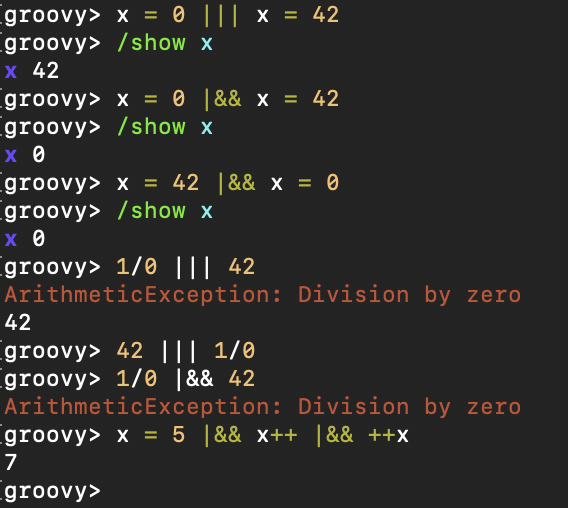 groovy> x = 0 ||| x = 42
groovy> /show x
x 42
groovy> x = 0 |&& x = 42
groovy> /show x
x 0
groovy> x = 42 |&& x = 0
groovy> /show x
x 0
groovy> 1/0 ||| 42
ArithmeticException: Division by zero
42
groovy> 42 ||| 1/0
groovy> 1/0 |&& 42
ArithmeticException: Division by zero
groovy> x = 5 |&& x++ |&& ++x
7
groovy>